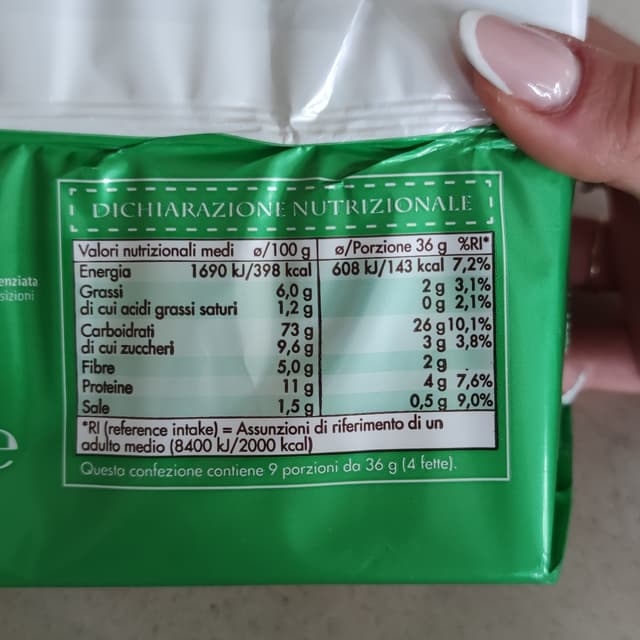 enziata
sizioni
e
DICHIARAZIONE NUTRIZIONALE
Valori nutrizionali medi ø/100 g ø/Porzione 36 g %RI*
Energia 1690 kJ/398 kcal 608 kJ/143 kcal 7,2%
Grassi 6,0 g 2 g 3,1%
di cui acidi grassi saturi 1,2 g 0 g 2,1%
Carboidrati 73 g 26 g 10,1%
di cui zuccheri 9,6 g 3 g 3,8%
Fibre 5,0 g 2 g -
Proteine 11 g 4 g 7,6%
Sale 1,5 g 0,5 g 9,0%
*RI (reference intake) = Assunzioni di riferimento di un
adulto medio (8400 kJ/2000 kcal)
Questa confezione contiene 9 porzioni da 36 g (4 fette).